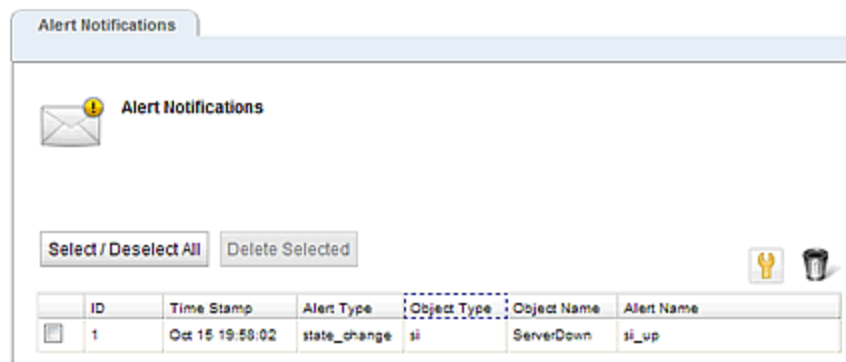 Alert Notifications
Alert Notifications
Select / Deselect All Delete Selected
ID Time Stamp Alert Type Object Type Object Name Alert Name
1 Oct 15 19:58:02 state_change si ServerDown si_up